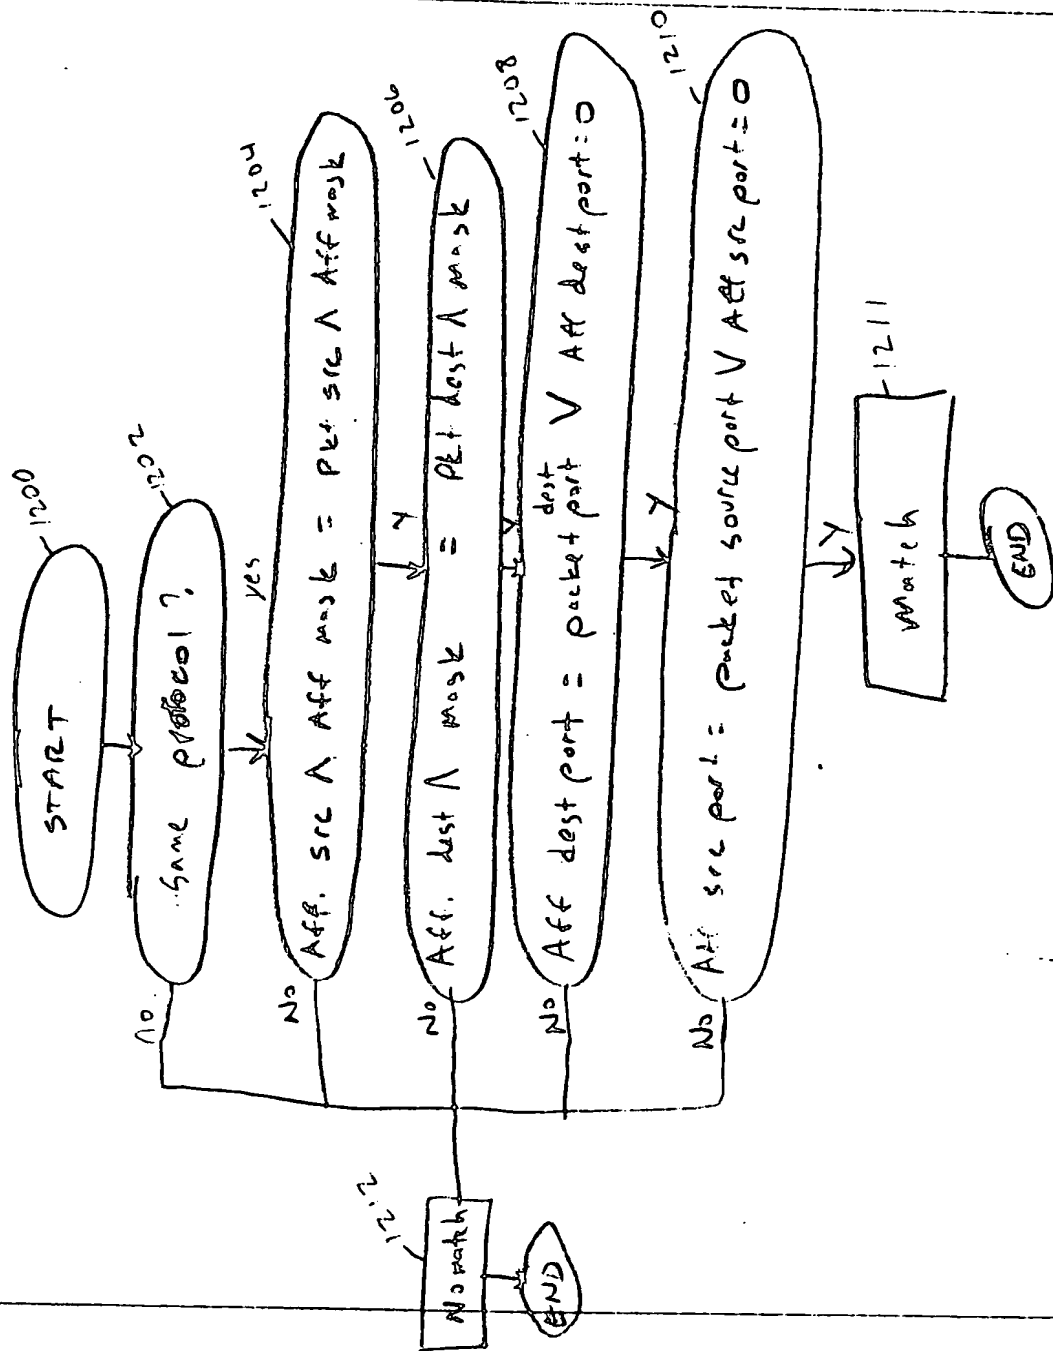 START
1200
Same protocol?
1202
no
yes
Aff. src Λ Aff mask = Pkt src Λ Aff mask
1204
No
Y
Aff. dest Λ mask = Pkt dest Λ mask
1206
No
Y
Aff dest port = packet dest port V Aff dest port = 0
1208
No
Y
Aff src port = packet source port V Aff src port = 0
1210
No
Y
Match
1211
END
No match
1212
END